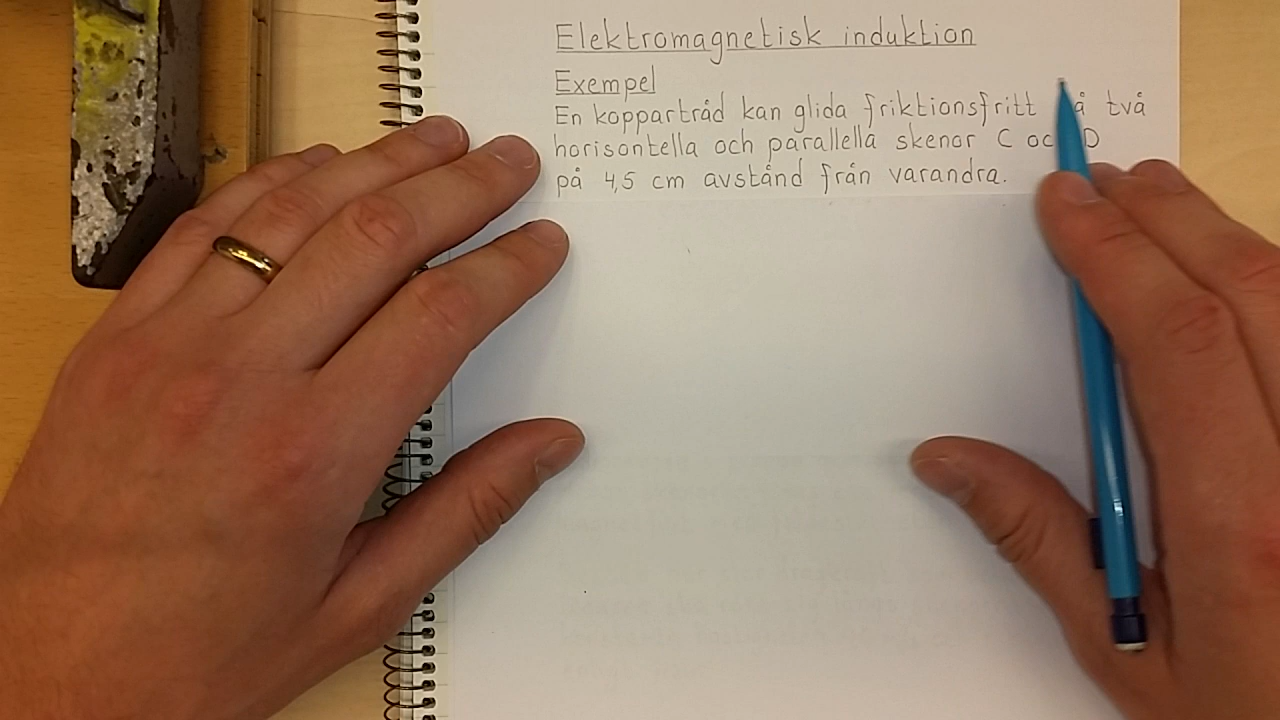 Elektromagnetisk induktion
Exempel
En koppartråd kan glida friktionsfritt två
horisontella och parallella skenor C D
på 4,5 cm avstånd från varandra.